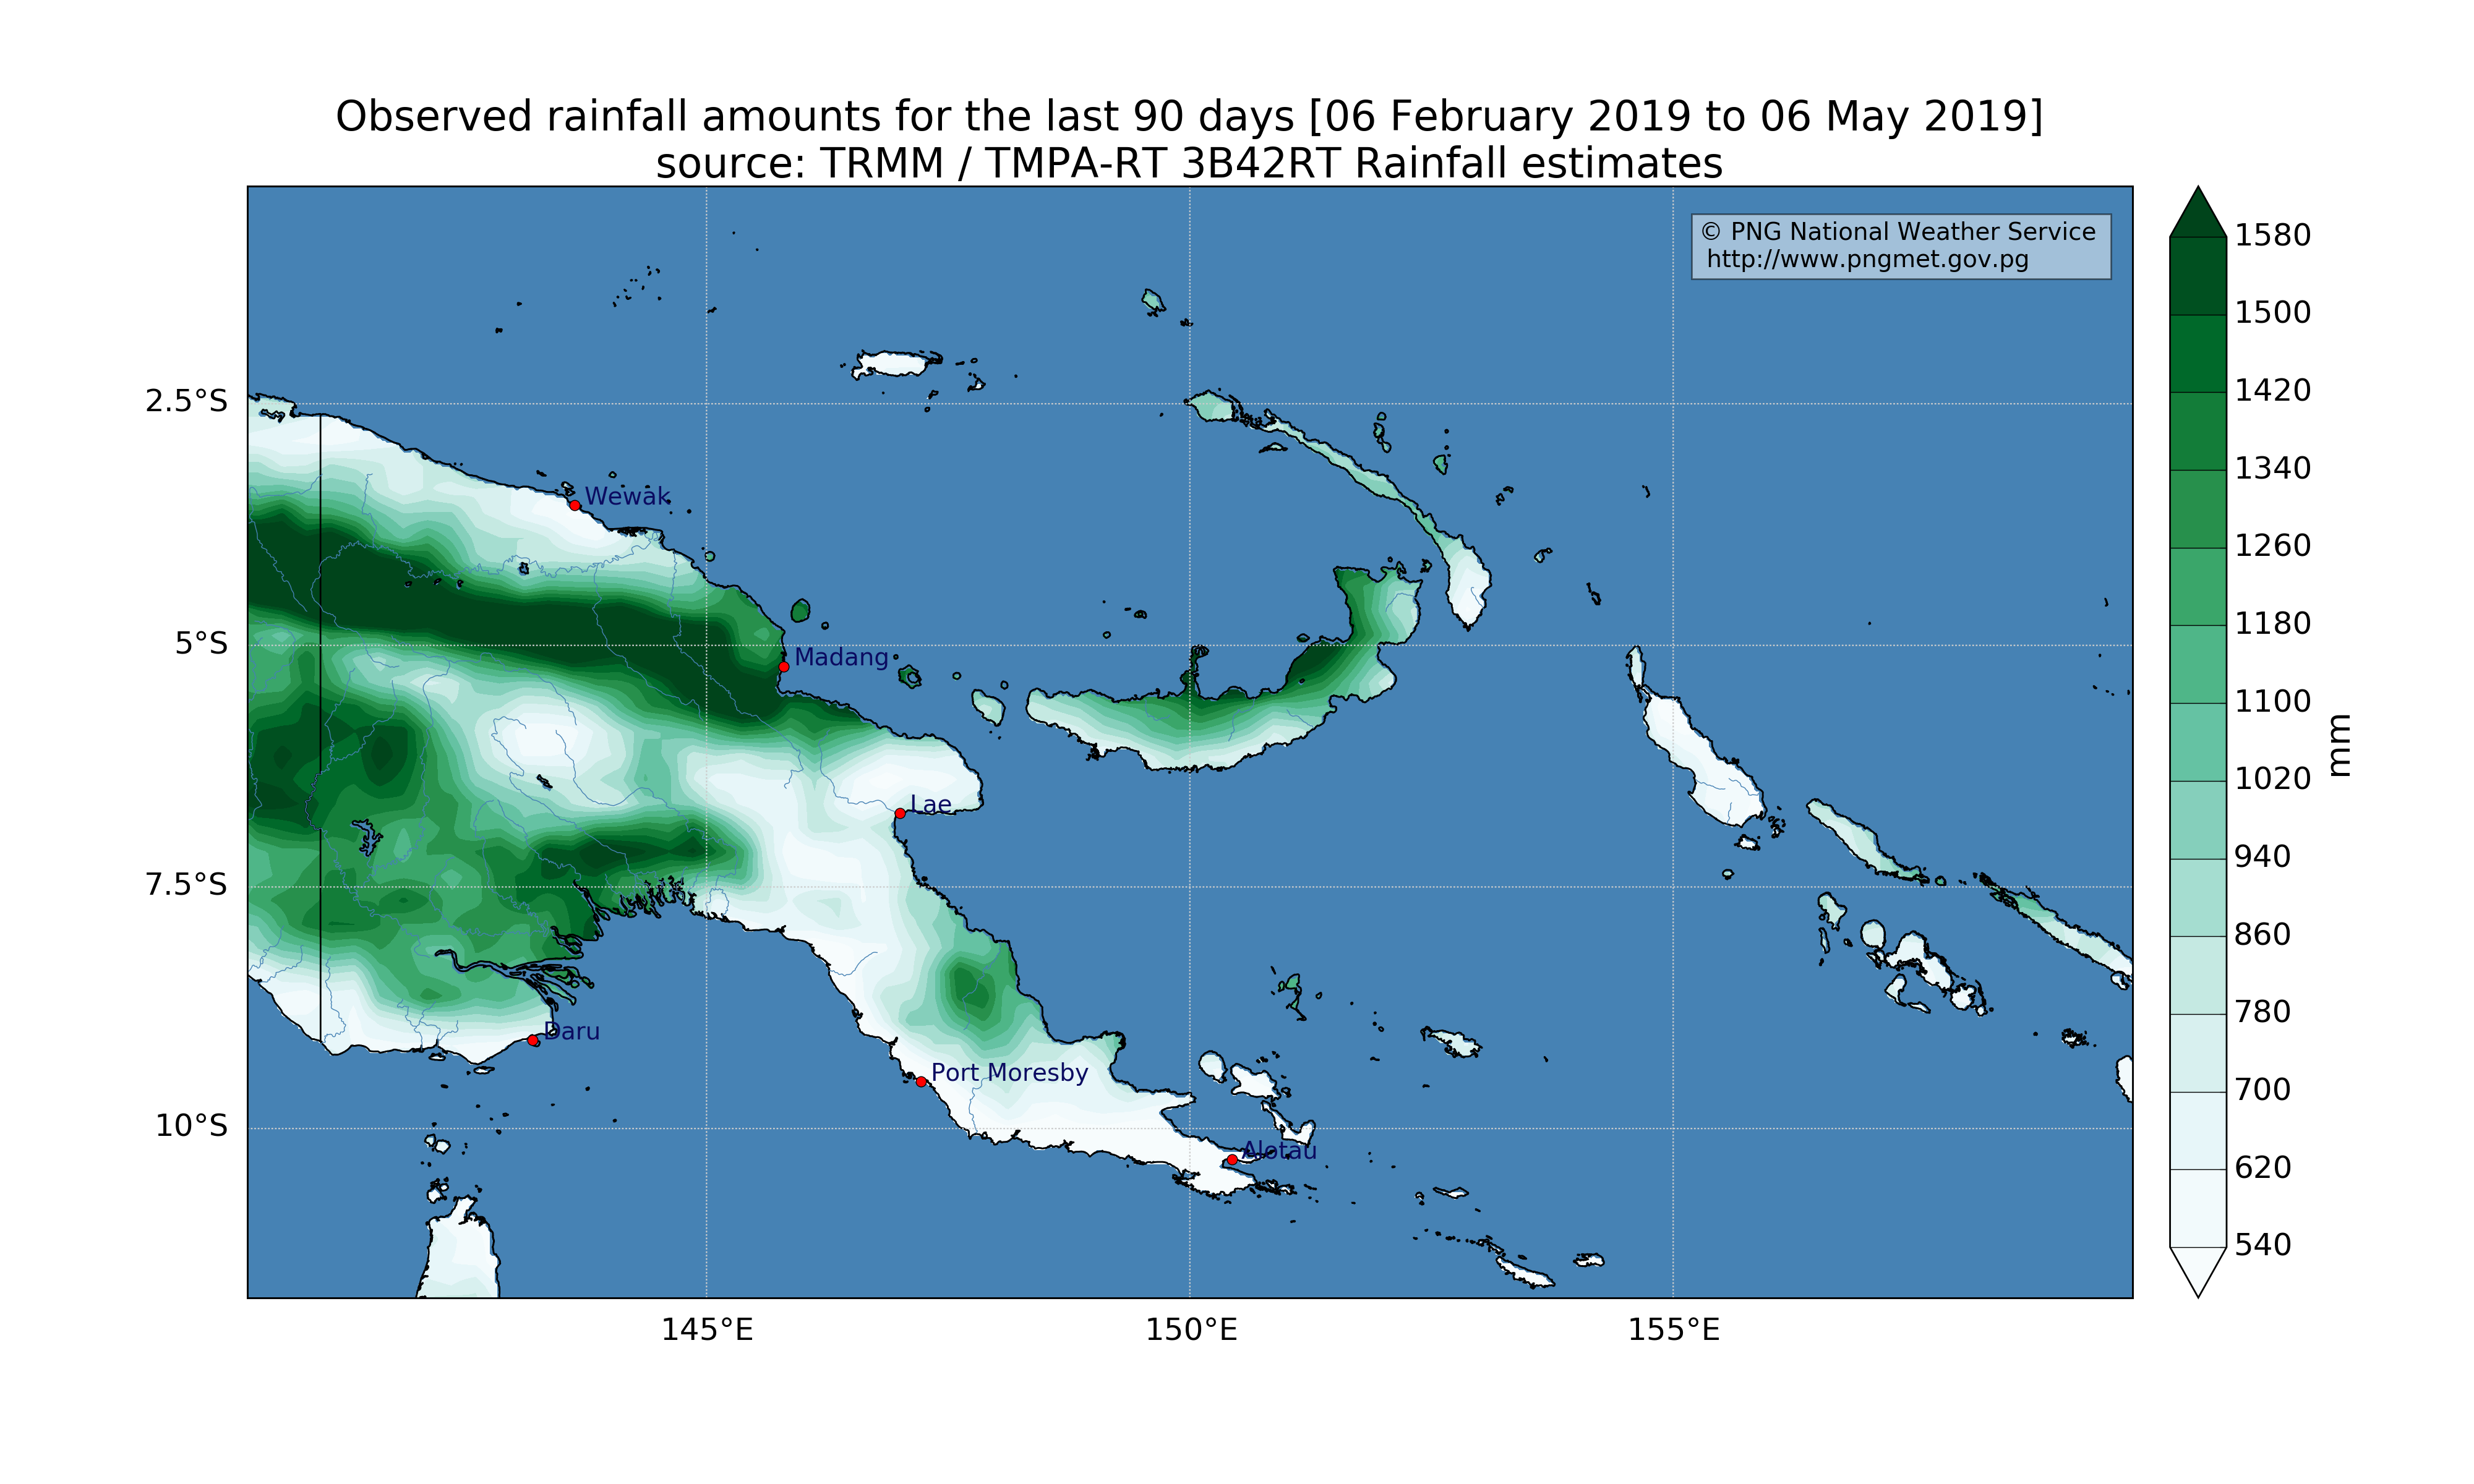 Observed rainfall amounts for the last 90 days [06 February 2019 to 06 May 2019]
source: TRMM / TMPA-RT 3B42RT Rainfall estimates
© PNG National Weather Service
http://www.pngmet.gov.pg
1580
1500
1420
1340
1260
1180
1100
1020
940
860
780
700
620
540
mm
2.5°S
5°S
7.5°S
10°S
Wewak
Madang
Lae
Daru
Port Moresby
Alotau
145°E
150°E
155°E